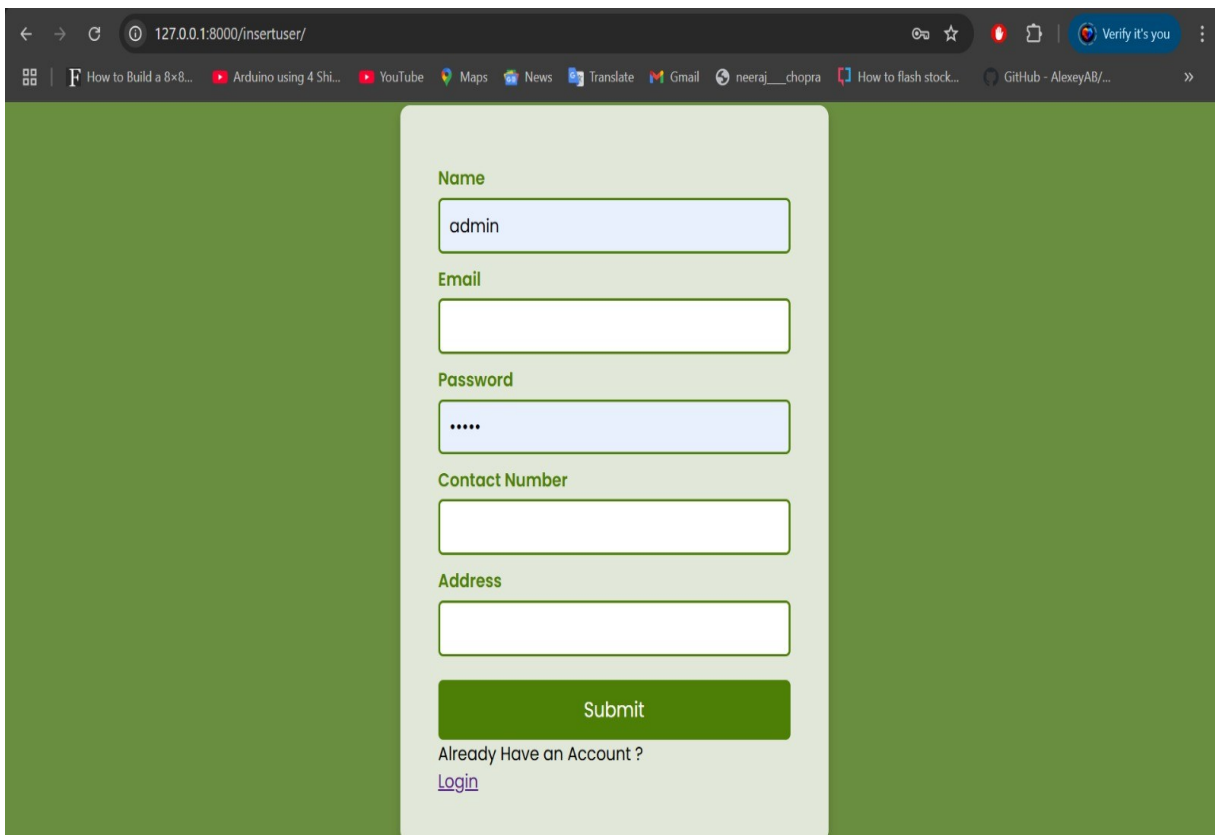 127.0.0.1:8000/insertuser/
Verify it's you
How to Build a 8×8...
Arduino using 4 Shi...
YouTube
Maps
News
Translate
Gmail
neeraj___chopra
How to flash stock...
GitHub - AlexeyAB/...
Name
admin
Email
Password
•••••
Contact Number
Address
Submit
Already Have an Account ?
Login